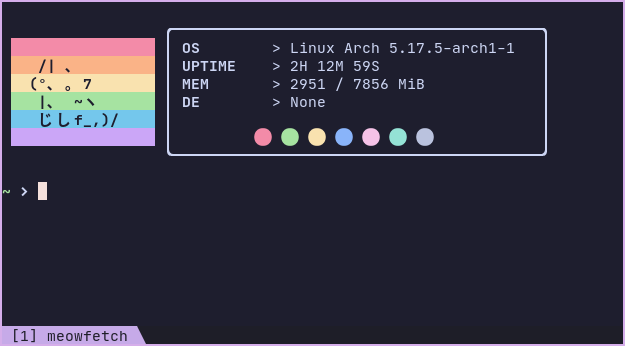 /| 、
(°、 。 7
|、 ~ヽ
じしf_,)/
OS > Linux Arch 5.17.5-arch1-1
UPTIME > 2H 12M 59S
MEM > 2951 / 7856 MiB
DE > None
~ >
[1] meowfetch